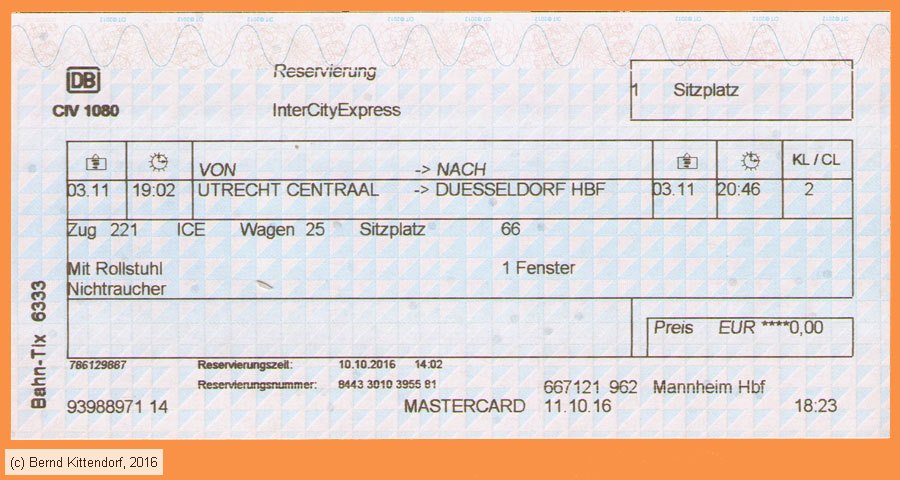 DB
CIV 1080
Reservierung
InterCityExpress
1 Sitzplatz
VON -> NACH KL / CL
03.11 19:02 UTRECHT CENTRAAL -> DUESSELDORF HBF 03.11 20:46 2
Zug 221 ICE Wagen 25 Sitzplatz 66
Mit Rollstuhl 1 Fenster
Nichtraucher
Preis EUR ****0,00
Bahn-Tix 6333
786129887 Reservierungszeit: 10.10.2016 14:02
Reservierungsnummer: 8443 3010 3955 81
667121 962 Mannheim Hbf
93988971 14 MASTERCARD 11.10.16 18:23
(c) Bernd Kittendorf, 2016